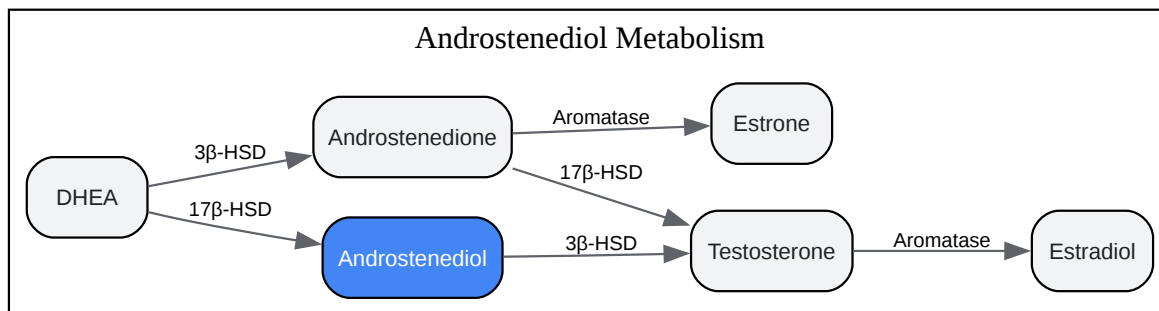 Androstenediol Metabolism
Aromatase
Estrone
Androstenedione
3β-HSD
17β-HSD
DHEA
17β-HSD
Androstenediol
3β-HSD
Testosterone
Aromatase
Estradiol